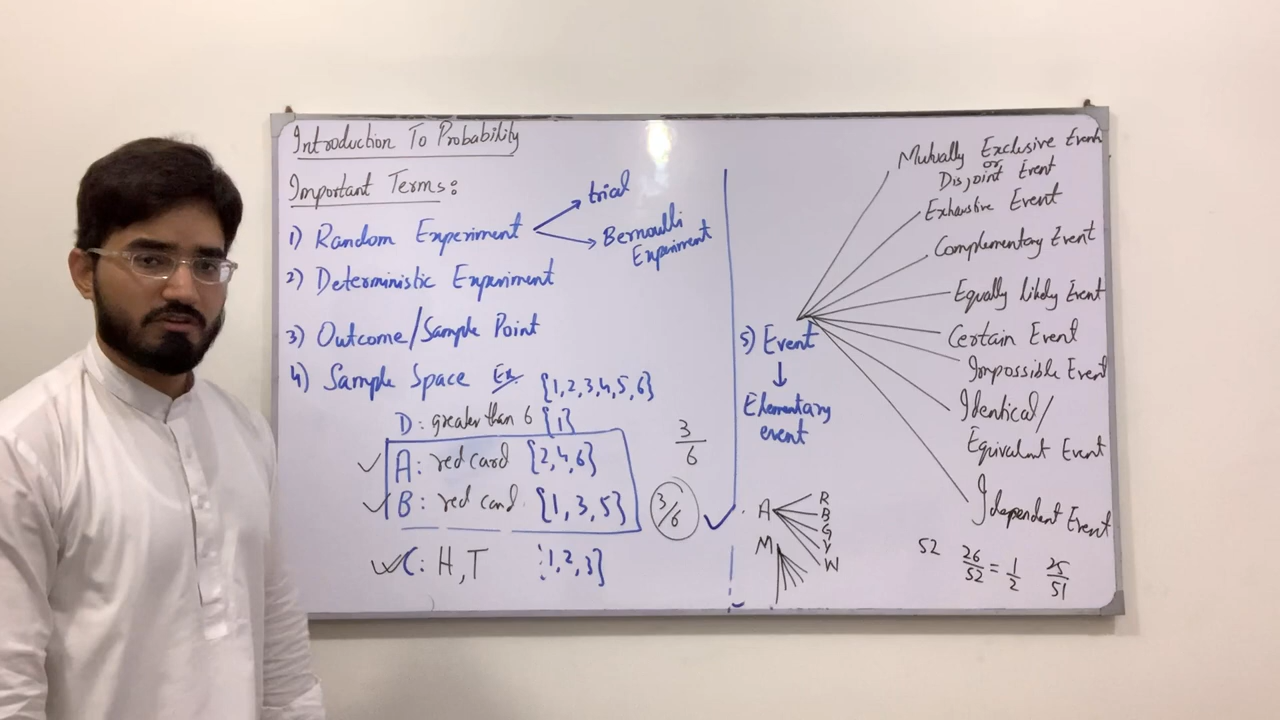 Introduction To Probability
Important Terms:
1) Random Experiment
trial
Bernoulli
Experiment
2) Deterministic Experiment
3) Outcome/Sample Point
4) Sample Space Ex {1,2,3,4,5,6}
D: greater than 6 {1}
A: red card {2,4,6}
B: red card {1,3,5}
C: H,T 1,2,3}
3/6
3/6
5) Event
Elementary
event
Mutually Exclusive Event
or
Disjoint Event
Exhaustive Event
Complementary Event
Equally Likely Event
Certain Event
Impossible Event
Identical/
Equivalent Event
Independent Event
A
R
B
G
Y
W
M
52 26/52 = 1/2 25/51